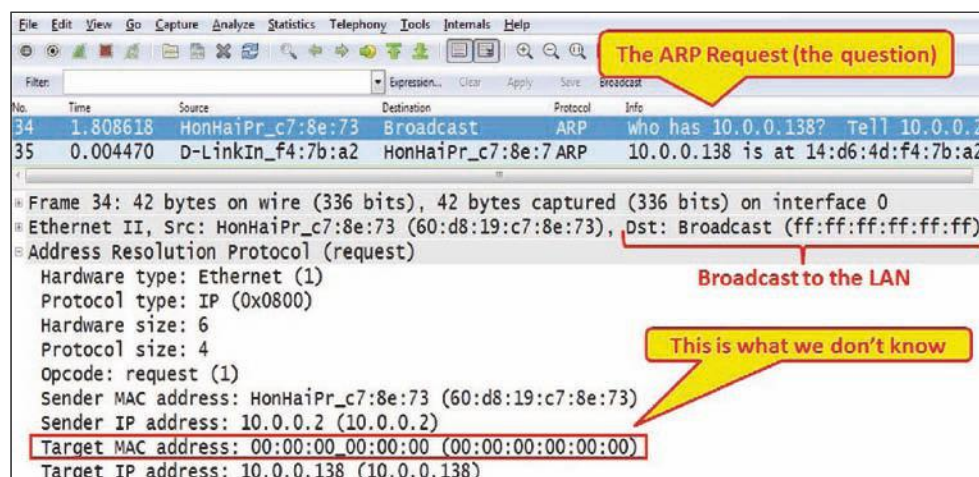 File Edit View Go Capture Analyze Statistics Telephony Tools Internals Help
The ARP Request (the question)
Filter: Expression... Clear Apply Save Broadcast
No. Time Source Destination Protocol Info
34 1.808618 HonHaiPr_c7:8e:73 Broadcast ARP who has 10.0.0.138? Tell 10.0.0.
35 0.004470 D-LinkIn_f4:7b:a2 HonHaiPr_c7:8e:7 ARP 10.0.0.138 is at 14:d6:4d:f4:7b:a2
Frame 34: 42 bytes on wire (336 bits), 42 bytes captured (336 bits) on interface 0
Ethernet II, Src: HonHaiPr_c7:8e:73 (60:d8:19:c7:8e:73), Dst: Broadcast (ff:ff:ff:ff:ff:ff)
Address Resolution Protocol (request)
Broadcast to the LAN
Hardware type: Ethernet (1)
Protocol type: IP (0x0800)
Hardware size: 6
Protocol size: 4
This is what we don't know
Opcode: request (1)
Sender MAC address: HonHaiPr_c7:8e:73 (60:d8:19:c7:8e:73)
Sender IP address: 10.0.0.2 (10.0.0.2)
Target MAC address: 00:00:00_00:00:00 (00:00:00:00:00:00)
Target IP address: 10.0.0.138 (10.0.0.138)